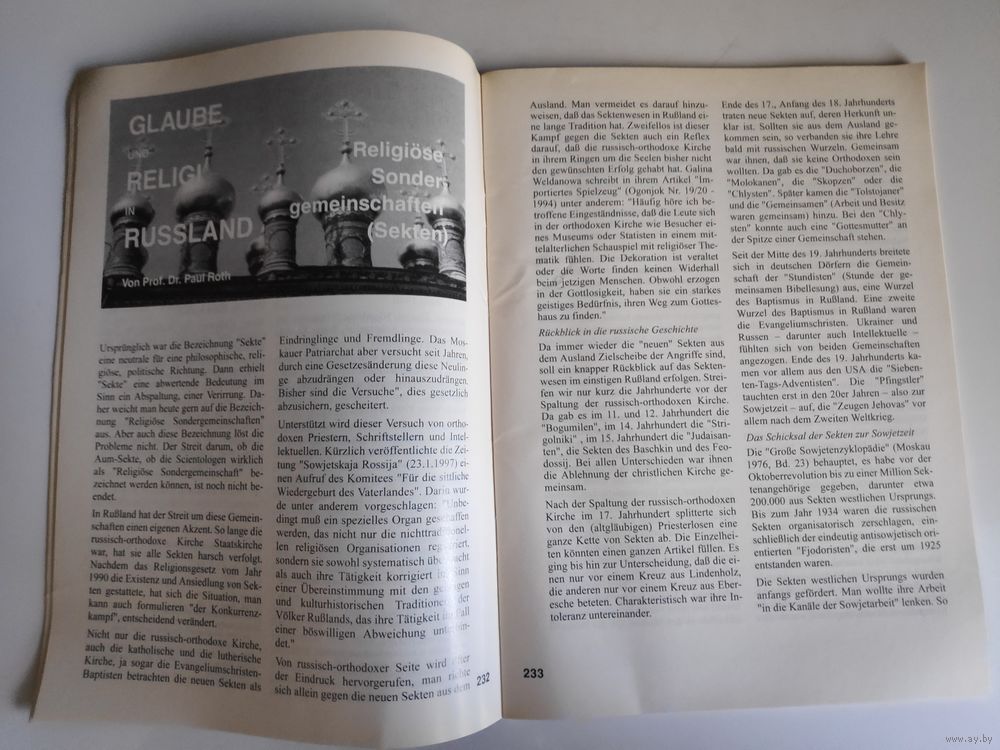 GLAUBE
UND
RELIGI
IN
RUSSLAND
Von Prof. Dr. Paul Roth
Religiöse
Sonder-
gemeinschaften
(Sekten)
Ursprünglich war die Bezeichnung "Sekte"
eine neutrale für eine philosophische, reli-
giöse, politische Richtung. Dann erhielt
"Sekte" eine abwertende Bedeutung im
Sinn ein Abspaltung, einer Verirrung. Da-
her weicht man heute gern auf die Bezeich-
nung "Religiöse Sondergemeinschaften"
aus. Aber auch diese Bezeichnung löst die
Probleme nicht. Der Streit darum, ob die
Aum-Sekte, ob die Scientologen wirklich
als "Religiöse Sondergemeinschaft" be-
zeichnet werden können, ist noch nicht be-
endet.
In Rußland hat der Streit um diese Gemein-
schaften einen eigenen Akzent. So lange die
russisch-orthodoxe Kirche Staatskirche
war, hat sie alle Sekten harsch verfolgt.
Nachdem das Religionsgesetz vom Jahr
1990 die Existenz und Ansiedlung von Sek-
ten gestattete, hat sich die Situation, man
kann auch formulieren "der Konkurrenz-
kampf", entscheidend verändert.
Nicht nur die russisch-orthodoxe Kirche,
auch die katholische und die lutherische
Kirche, ja sogar die Evangeliumschristen-
Baptisten betrachten die neuen Sekten als
Eindringlinge und Fremdlinge. Das Mos-
kauer Patriarchat aber versucht seit Jahren,
durch eine Gesetzesänderung diese Neulin-
ge abzudrängen oder hinauszudrängen.
Bisher sind die Versuche", dies gesetzlich
abzusichern, gescheitert.
Unterstützt wird dieser Versuch von ortho-
doxen Priestern, Schriftstellern und Intel-
lektuellen. Kürzlich veröffentlichte die Zei-
tung "Sowjetskaja Rossija" (23.1.1997) ei-
nen Aufruf des Komitees "Für die sittliche
Wiedergeburt des Vaterlandes". Darin wur-
de unter anderem vorgeschlagen: "Unbe-
dingt muß ein spezielles Organ geschaffen
werden, das nicht nur die nichttraditionel-
len religiösen Organisationen registriert,
sondern sie sowohl systematisch überwacht
als auch ihre Tätigkeit korrigiert im Sinn
einer Übereinstimmung mit den geistigen
und kulturhistorischen Traditionen der
Völker Rußlands, das ihre Tätigkeit im Fall
einer böswilligen Abweichung unterbin-
det."
Von russisch-orthodoxer Seite wird öfter
der Eindruck hervorgerufen, man richte
sich allein gegen die neuen Sekten aus dem
232
Ausland. Man vermeidet es darauf hinzu-
weisen, daß das Sektenwesen in Rußland ei-
ne lange Tradition hat. Zweifellos ist dieser
Kampf gegen die Sekten auch ein Reflex
darauf, daß die russisch-orthodoxe Kirche
in ihrem Ringen um die Seelen bisher nicht
den gewünschten Erfolg gehabt hat. Galina
Weldanowa schreibt in ihrem Artikel "Im-
portiertes Spielzeug" (Ogonjok Nr. 19/20 -
1994) unter anderem: "Häufig höre ich be-
troffene Eingeständnisse, daß die Leute sich
in der orthodoxen Kirche wie Besucher ei-
nes Museums oder Statisten in einem mit-
telalterlichen Schauspiel mit religiöser The-
matik fühlen. Die Dekoration ist veraltet
oder die Worte finden keinen Widerhall
beim jetzigen Menschen. Obwohl erzogen
in der Gottlosigkeit, haben sie ein starkes
geistiges Bedürfnis, ihren Weg zum Gottes-
haus zu finden."
Rückblick in die russische Geschichte
Da immer wieder die "neuen" Sekten aus
dem Ausland Zielscheibe der Angriffe sind,
soll ein knapper Rückblick auf das Sekten-
wesen im einstigen Rußland erfolgen. Strei-
fen wir nur kurz die Jahrhunderte vor der
Spaltung der russisch-orthodoxen Kirche.
Da gab es im 11. und 12. Jahrhundert die
"Bogumilen", im 14. Jahrhundert die "Stri-
golniki" , im 15. Jahrhundert die "Judaisan-
ten", die Sekten des Baschkin und des Feo-
dossij. Bei allen Unterschieden war ihnen
die Ablehnung der christlichen Kirche ge-
meinsam.
Nach der Spaltung der russisch-orthodoxen
Kirche im 17. Jahrhundert splitterte sich
von den (altgläubigen) Priesterlosen eine
ganze Kette von Sekten ab. Die Einzelhei-
ten könnten einen ganzen Artikel füllen. Es
ging bis hin zur Unterscheidung, daß die ei-
nen nur vor einem Kreuz aus Lindenholz,
die anderen nur vor einem Kreuz aus Eber-
esche beteten. Charakteristisch war ihre In-
toleranz untereinander.
Ende des 17., Anfang des 18. Jahrhunderts
traten neue Sekten auf, deren Herkunft un-
klar ist. Sollten sie aus dem Ausland ge-
kommen sein, so verbanden sie ihre Lehre
bald mit russischen Wurzeln. Gemeinsam
war ihnen, daß sie keine Orthodoxen sein
wollten. Da gab es die "Duchoborzen", die
"Molokanen", die "Skopzen" oder die
"Chlysten". Später kamen die "Tolstojaner"
und die "Gemeinsamen" (Arbeit und Besitz
waren gemeinsam) hinzu. Bei den "Chly-
sten" konnte auch eine "Gottesmutter" an
der Spitze einer Gemeinschaft stehen.
Seit der Mitte des 19. Jahrhunderts breitete
sich in deutschen Dörfern die Gemein-
schaft der "Stundisten" (Stunde der ge-
meinsamen Bibellesung) aus, eine Wurzel
des Baptismus in Rußland. Eine zweite
Wurzel des Baptismus in Rußland waren
die Evangeliumschristen. Ukrainer und
Russen – darunter auch Intellektuelle –
fühlten sich von beiden Gemeinschaften
angezogen. Ende des 19. Jahrhunderts ka-
men vor allem aus den USA die "Sieben-
ten-Tags-Adventisten". Die "Pfingstler"
tauchten erst in den 20er Jahren – also zur
Sowjetzeit – auf, die "Zeugen Jehovas" vor
allem nach dem Zweiten Weltkrieg.
Das Schicksal der Sekten zur Sowjetzeit
Die "Große Sowjetenzyklopädie" (Moskau
1976, Bd. 23) behauptet, es habe vor der
Oktoberrevolution bis zu einer Million Sek-
tenangehörige gegeben, darunter etwa
200.000 aus Sekten westlichen Ursprungs.
Bis zum Jahr 1934 waren die russischen
Sekten organisatorisch zerschlagen, ein-
schließlich der eindeutig antisowjetisch ori-
entierten "Fjodoristen", die erst um 1925
entstanden waren.
Die Sekten westlichen Ursprungs wurden
anfangs gefördert. Man wollte ihre Arbeit
"in die Kanäle der Sowjetarbeit" lenken. So
233
www.ay.by